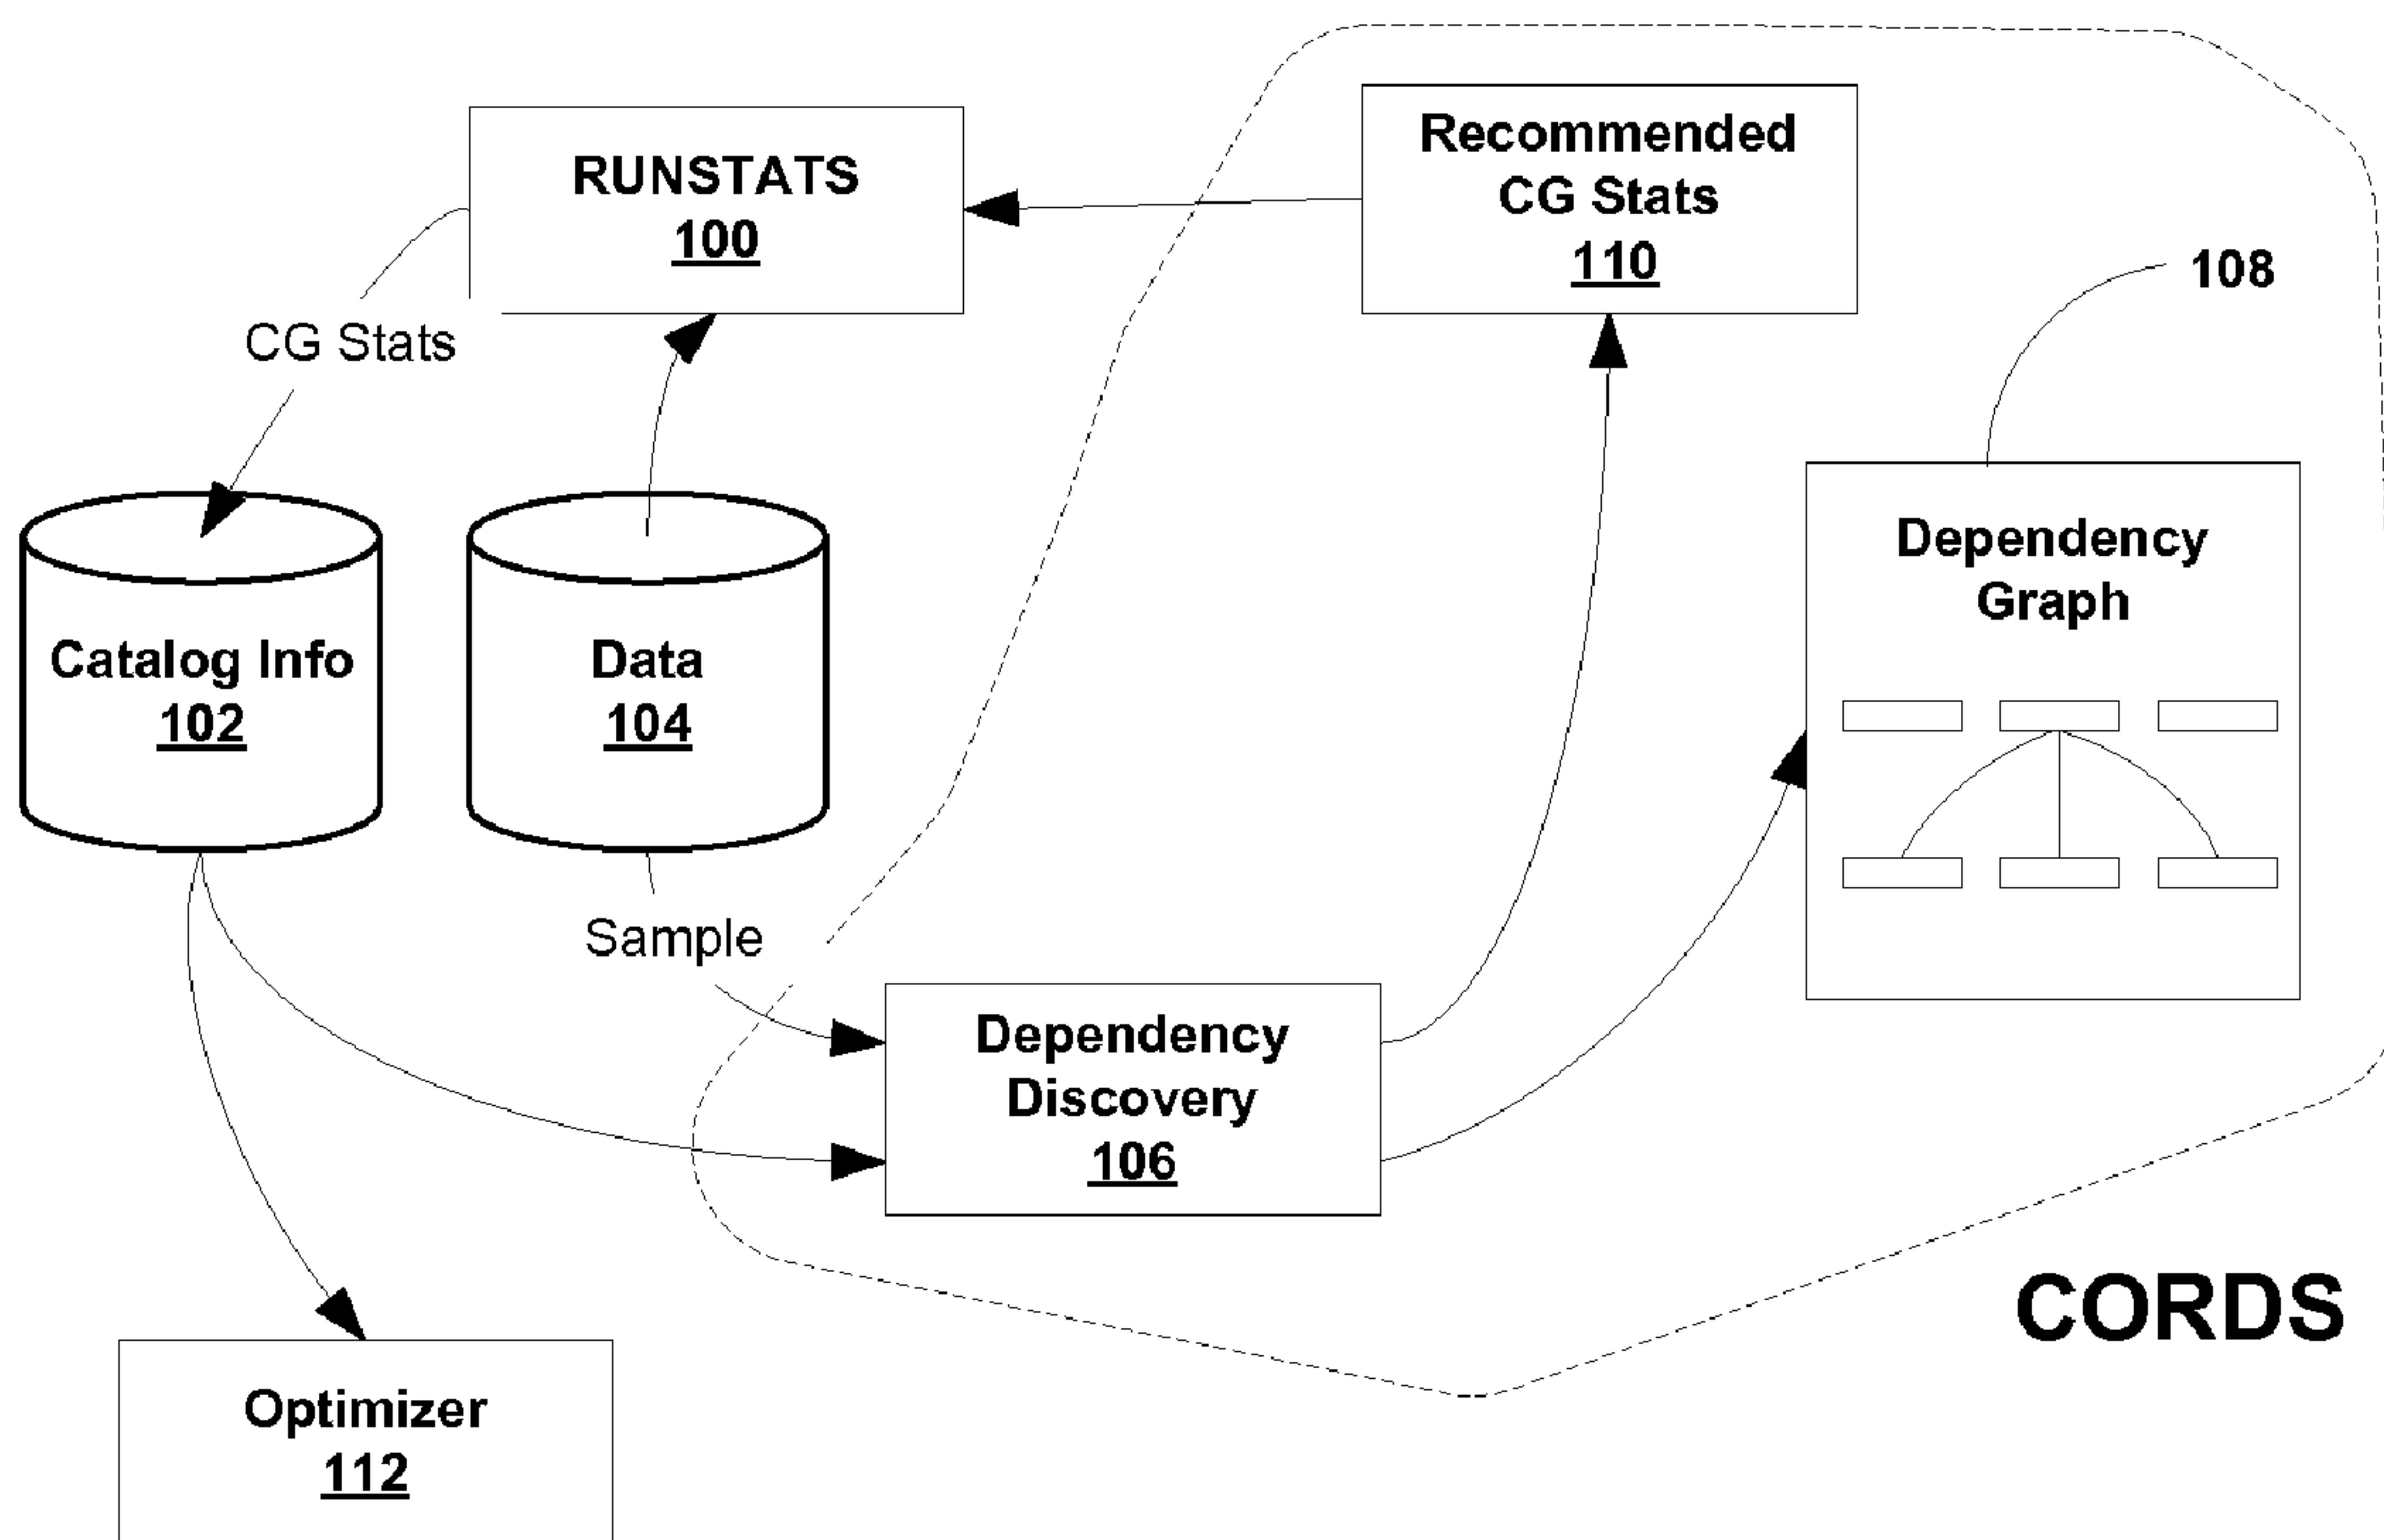 RUNSTATS
100
Recommended
CG Stats
110
108
CG Stats
Dependency
Graph
Catalog Info
102
Data
104
Sample
Dependency
Discovery
106
CORDS
Optimizer
112